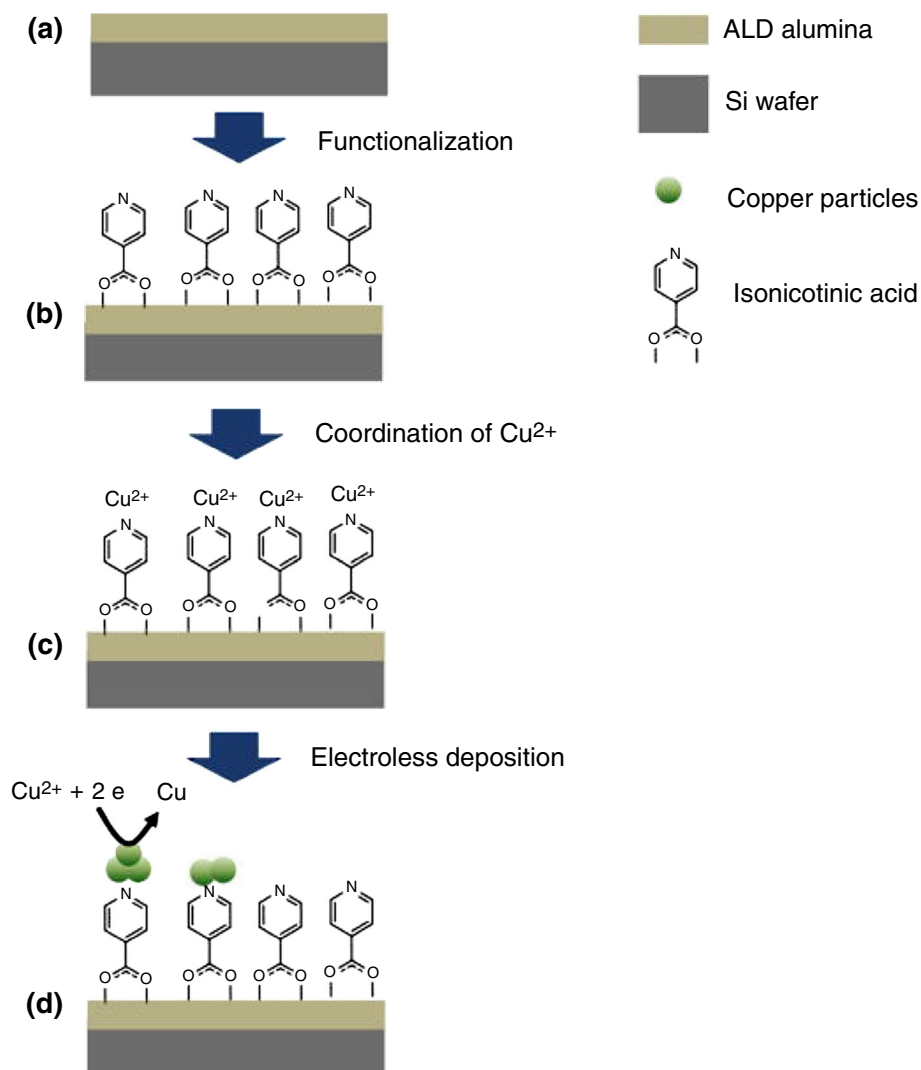 (a)
ALD alumina
Si wafer
Functionalization
Copper particles
N N N N
N
Isonicotinic acid
O O O O O O O O
O O
(b)
Coordination of Cu²⁺
Cu²⁺ Cu²⁺ Cu²⁺ Cu²⁺
N N N N
O O O O O O O
(c)
Electroless deposition
Cu²⁺ + 2 e Cu
N N N N
O O O O O O O O
(d)